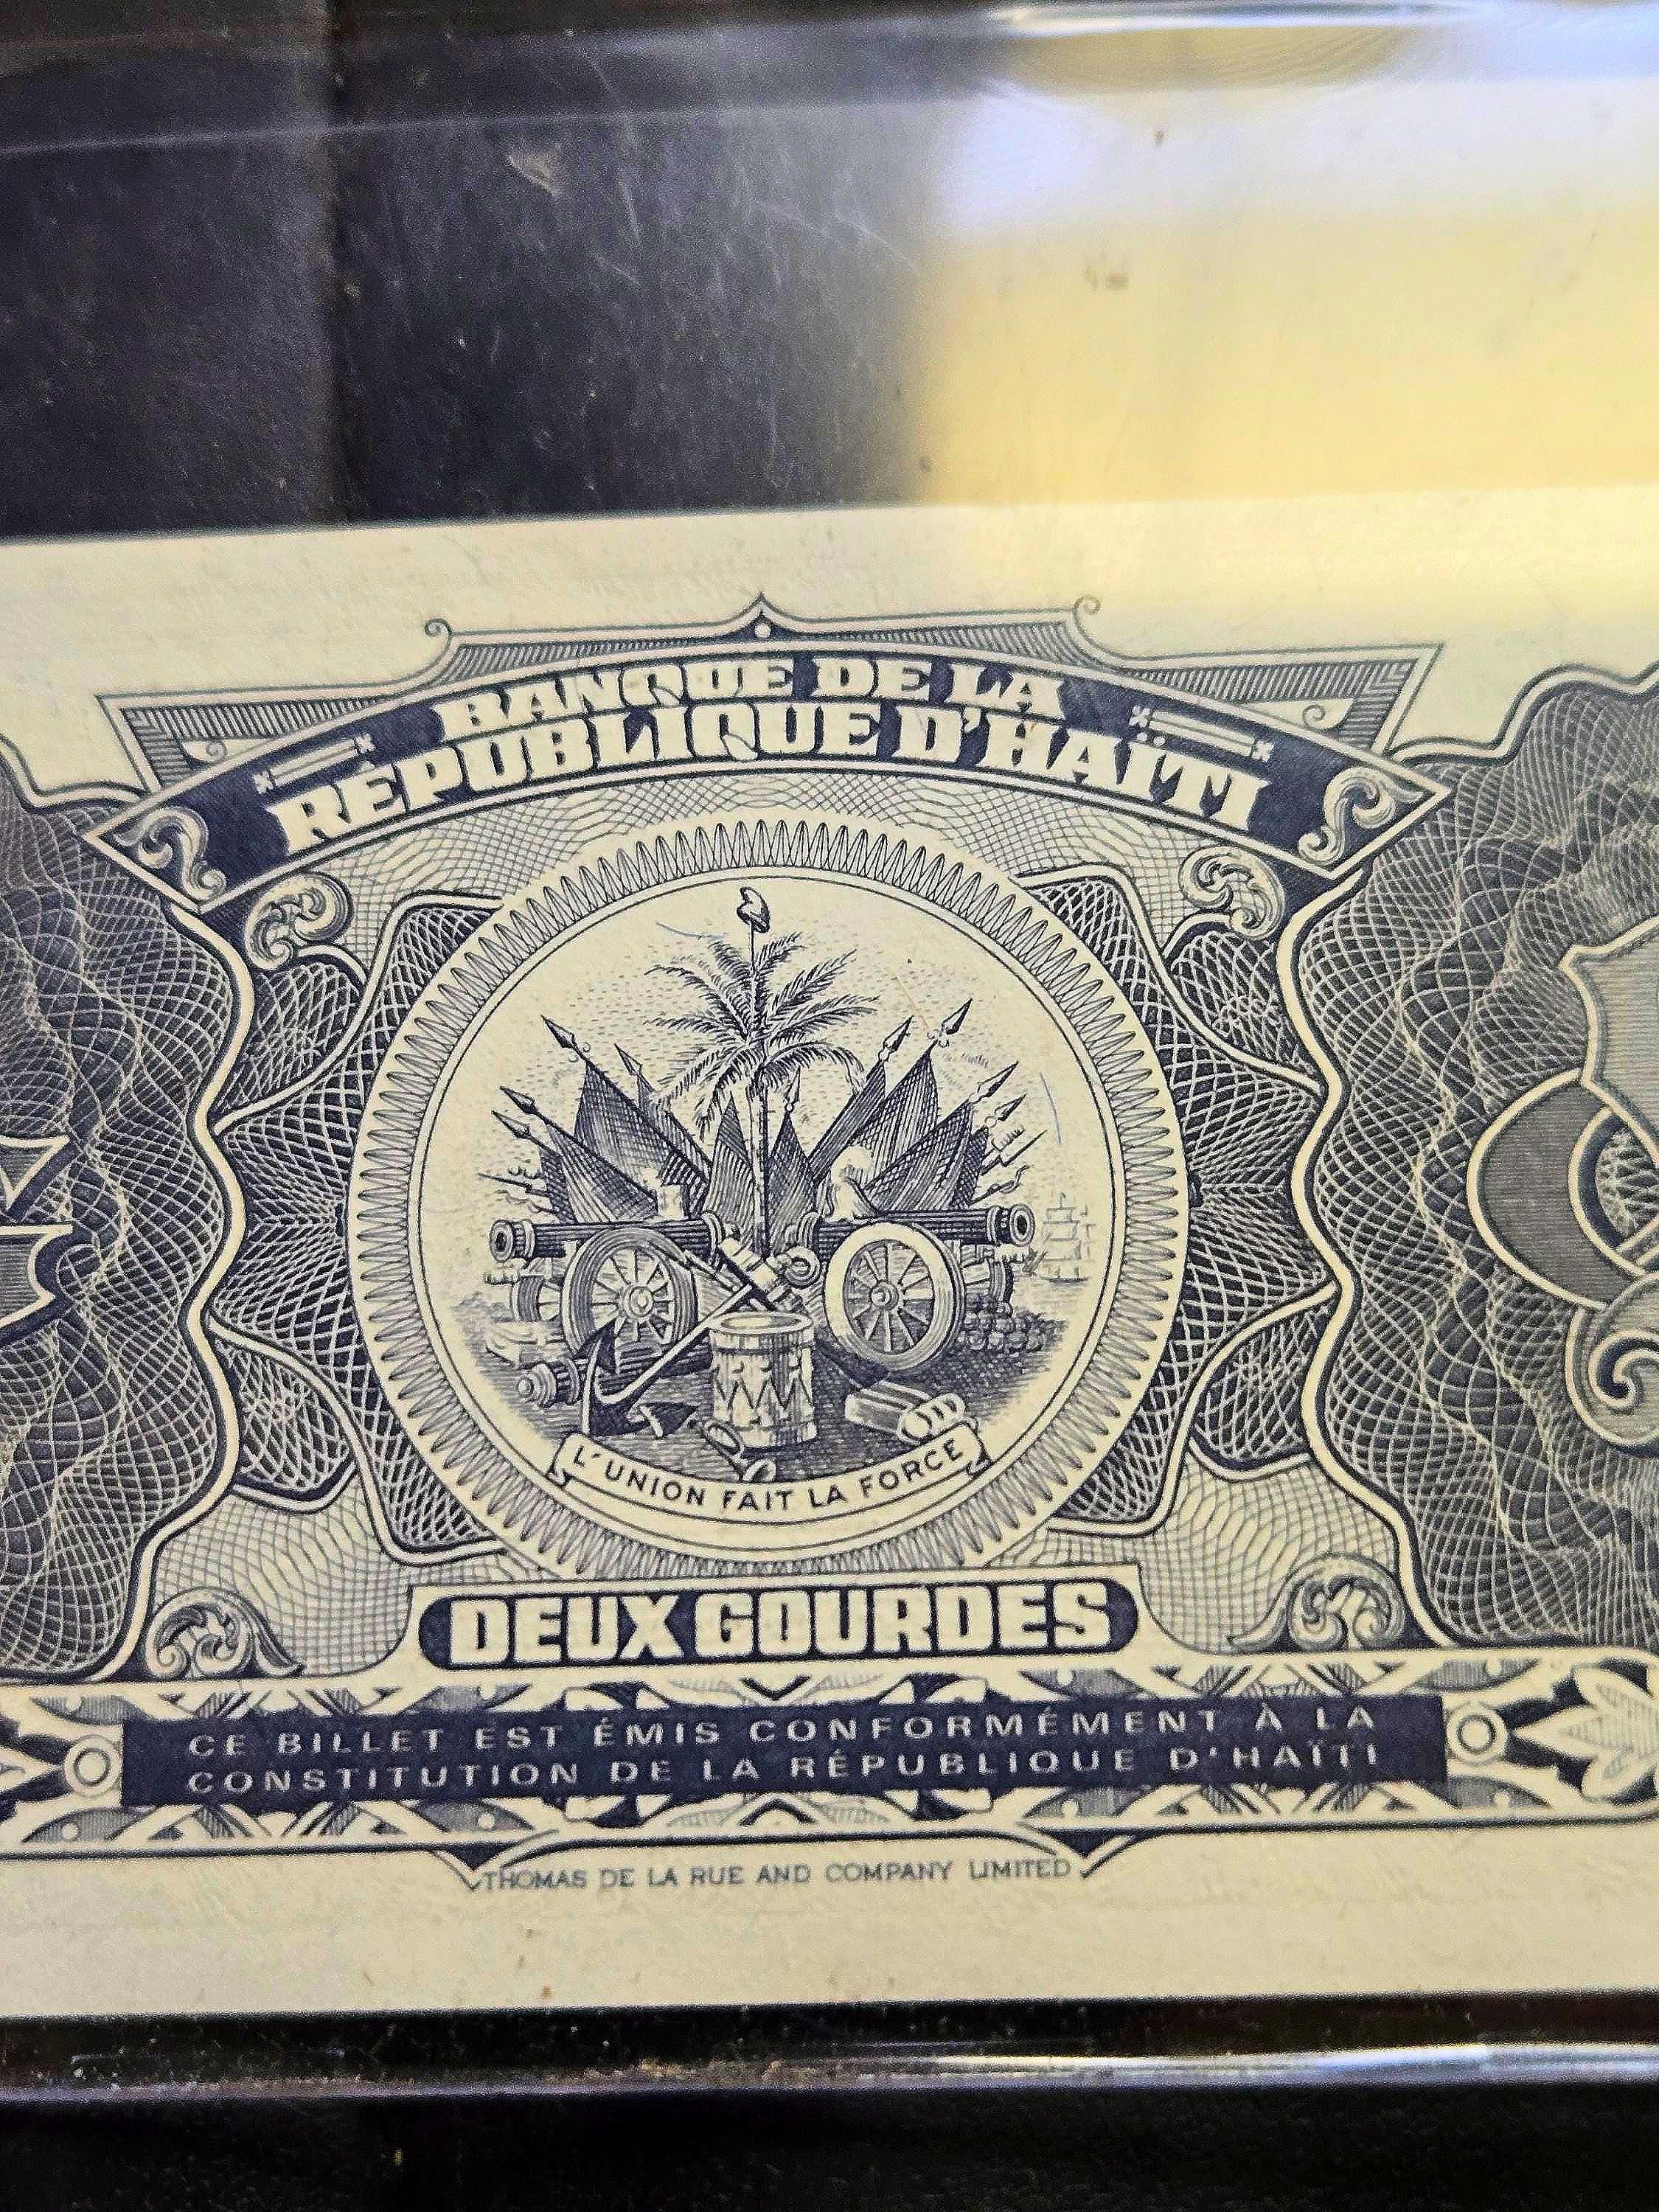 BANQUE DE LA
RÉPUBLIQUE D'HAÏTI
L'UNION FAIT LA FORCE
DEUX GOURDES
CE BILLET EST ÉMIS CONFORMÉMENT À LA
CONSTITUTION DE LA RÉPUBLIQUE D'HAÏTI
THOMAS DE LA RUE AND COMPANY LIMITED